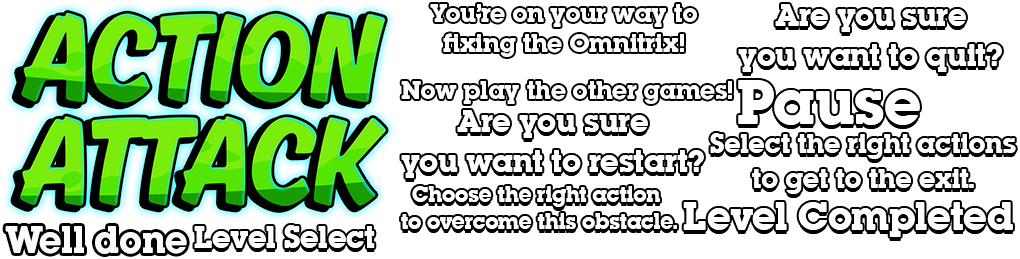 ACTION
ATTACK
Well done
Level Select
You're on your way to
fixing the Omnitrix!
Now play the other games!
Are you sure
you want to restart?
Choose the right action
to overcome this obstacle.
Are you sure
you want to quit?
Pause
Select the right actions
to get to the exit.
Level Completed